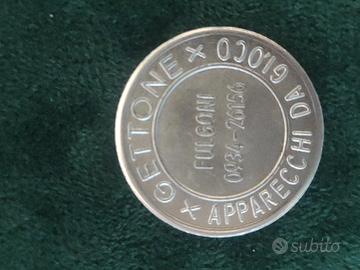 × GETTONE × APPARECCHI DA GIOCO
FULGONI
0934-26156
subito